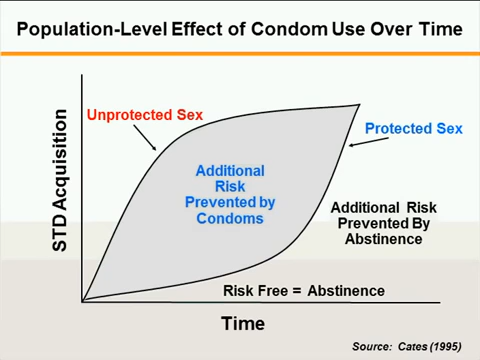 Population-Level Effect of Condom Use Over Time
Unprotected Sex
Protected Sex
STD Acquisition
Additional
Risk
Prevented by
Condoms
Additional Risk
Prevented By
Abstinence
Risk Free = Abstinence
Time
Source: Cates (1995)